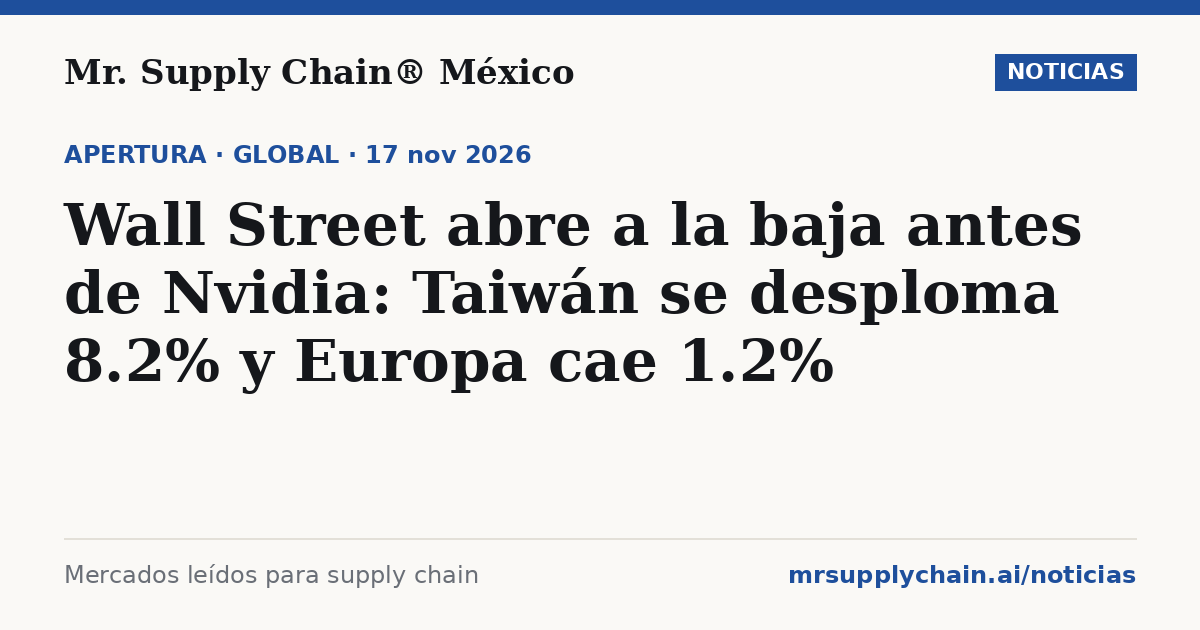 Mr. Supply Chain® México
NOTICIAS
APERTURA · GLOBAL · 17 nov 2026
Wall Street abre a la baja antes
de Nvidia: Taiwán se desploma
8.2% y Europa cae 1.2%
Mercados leídos para supply chain
mrsupplychain.ai/noticias